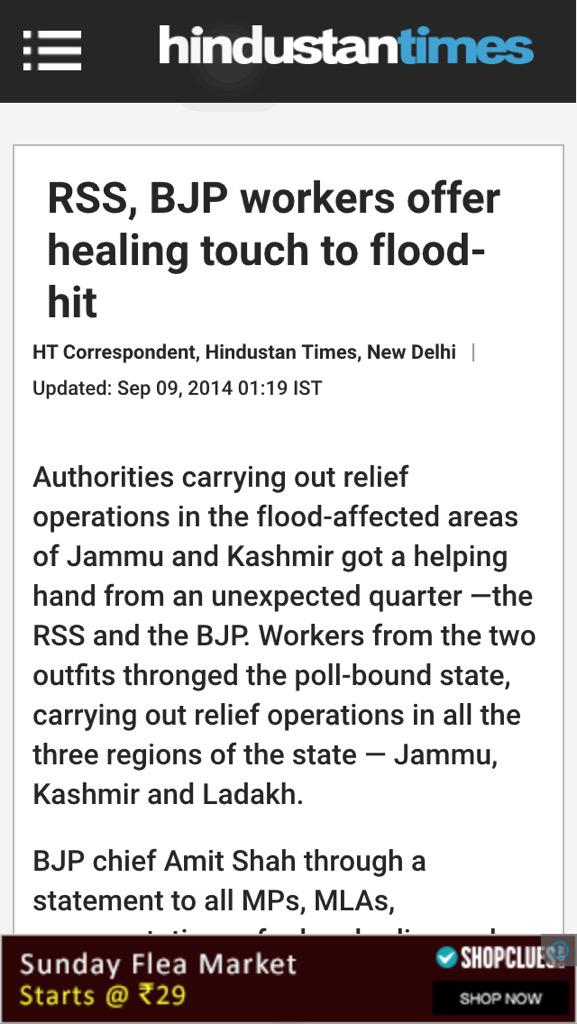 hindustantimes
RSS, BJP workers offer
healing touch to flood-
hit
HT Correspondent, Hindustan Times, New Delhi |
Updated: Sep 09, 2014 01:19 IST
Authorities carrying out relief
operations in the flood-affected areas
of Jammu and Kashmir got a helping
hand from an unexpected quarter —the
RSS and the BJP. Workers from the two
outfits thronged the poll-bound state,
carrying out relief operations in all the
three regions of the state — Jammu,
Kashmir and Ladakh.
BJP chief Amit Shah through a
statement to all MPs, MLAs,
Sunday Flea Market
Starts @ ₹29
SHOPCLUES
SHOP NOW